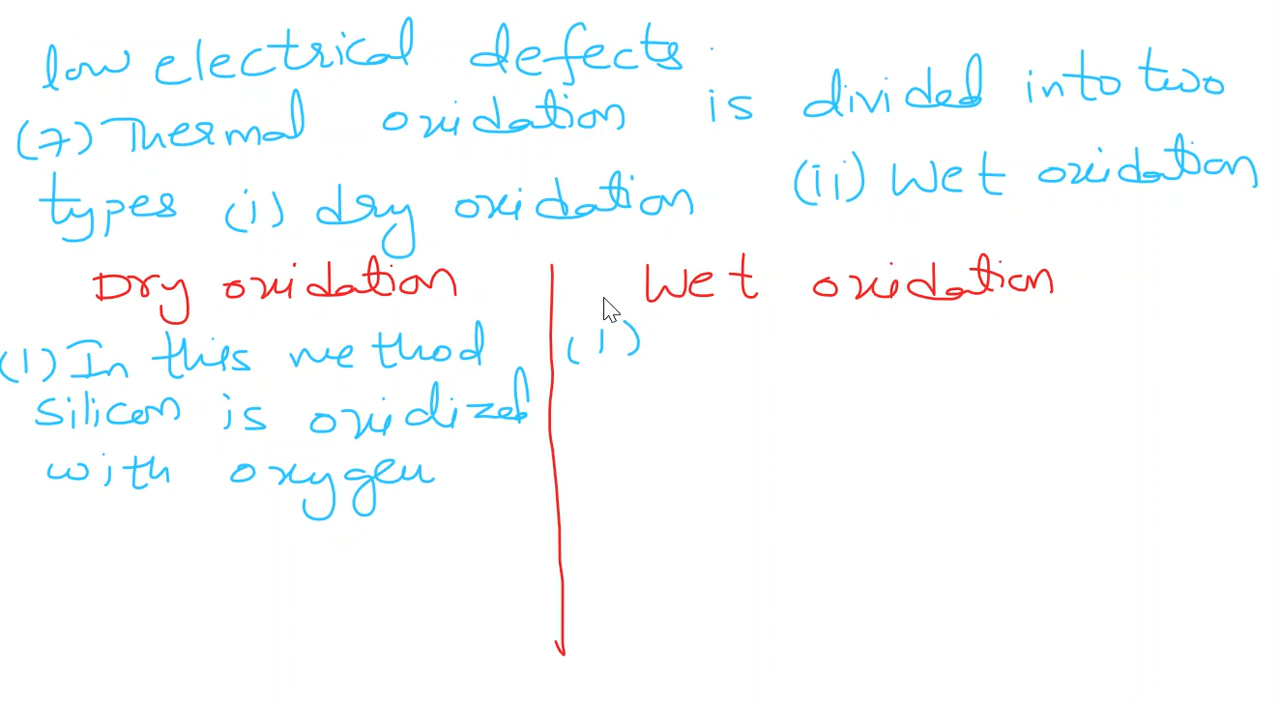 low electrical defects.
(7) Thermal oxidation is divided into two
types (i) dry oxidation (ii) Wet oxidation
Dry oxidation
Wet oxidation
(1) In this method
silicon is oxidized
with oxygen
(1)